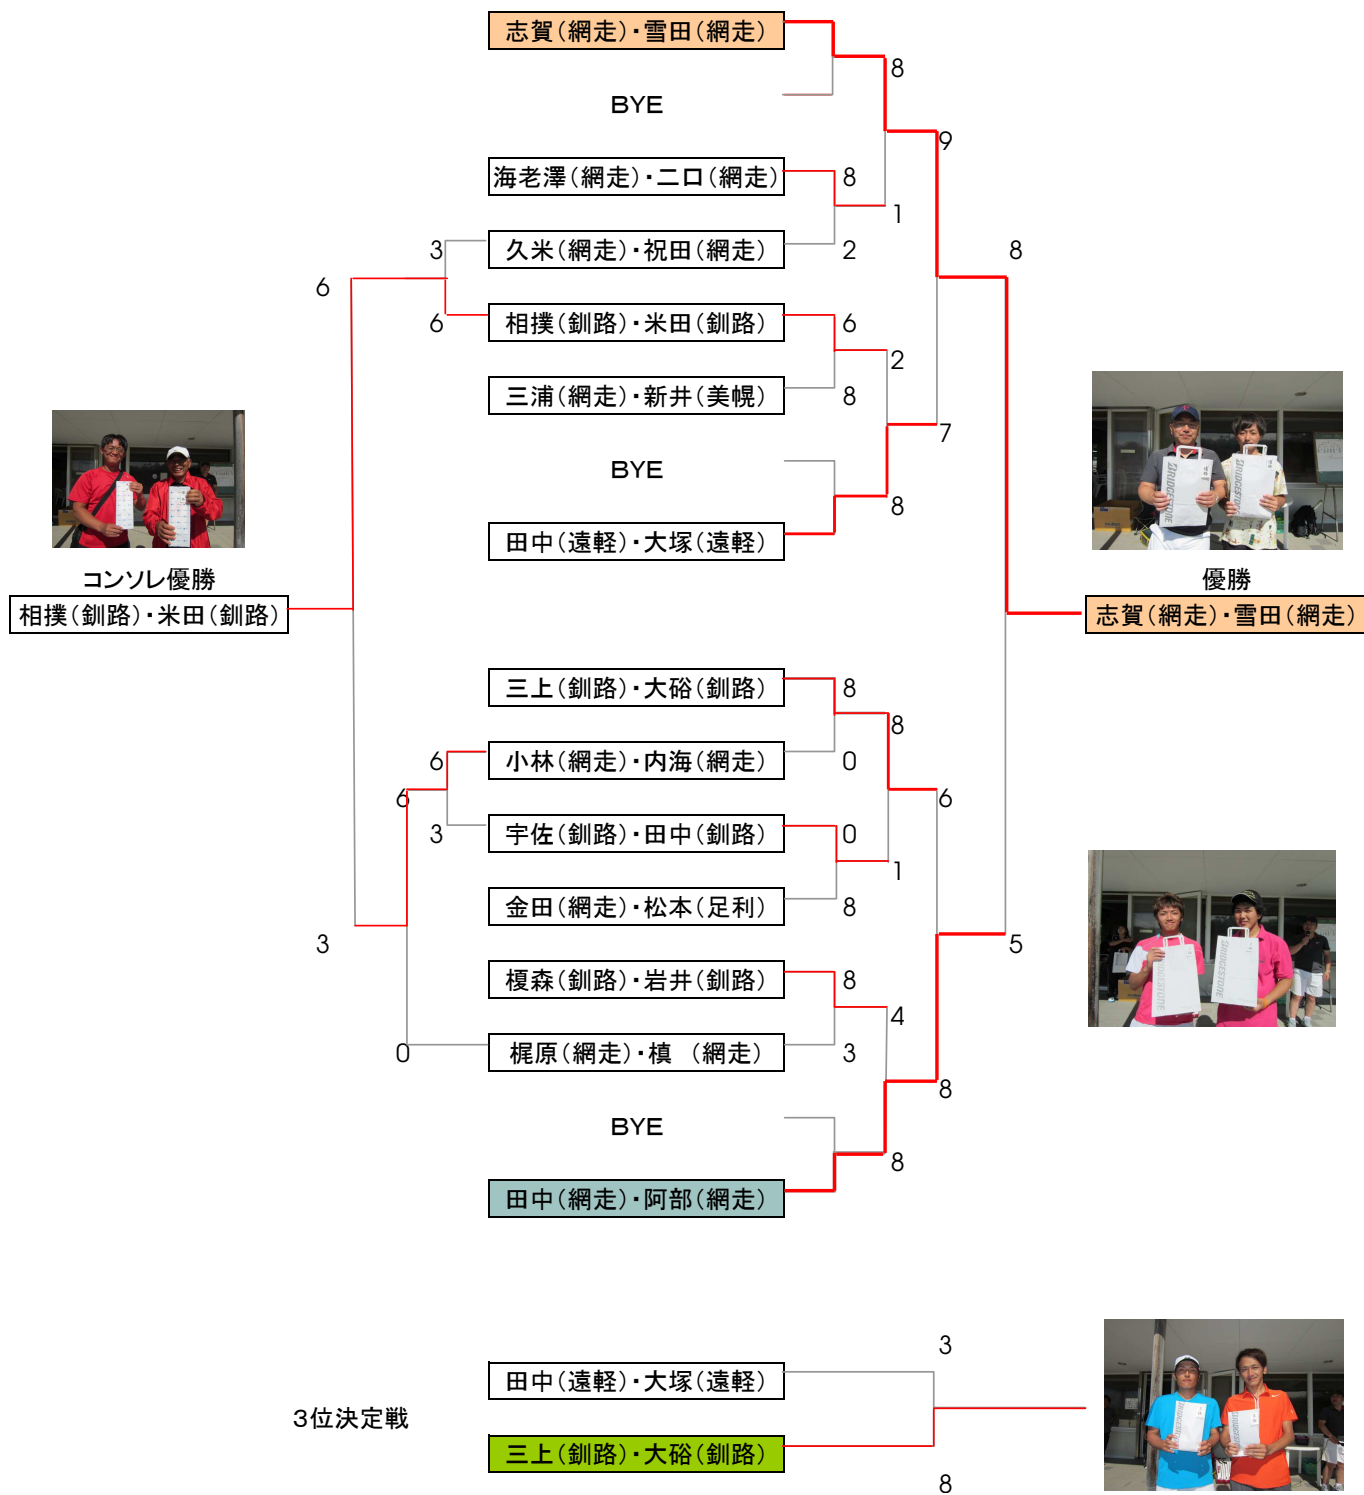 志賀(網走)・雪田(網走)
8
BYE
9
海老澤(網走)・二口(網走)
8
1
久米(網走)・祝田(網走)
3
2
8
6
相撲(釧路)・米田(釧路)
6
6
2
三浦(網走)・新井(美幌)
8
7
BYE
8
田中(遠軽)・大塚(遠軽)
コンソレ優勝
相撲(釧路)・米田(釧路)
優勝
志賀(網走)・雪田(網走)
三上(釧路)・大硲(釧路)
8
8
小林(網走)・内海(網走)
6
0
6
6
宇佐(釧路)・田中(釧路)
3
0
1
金田(網走)・松本(足利)
8
3
5
榎森(釧路)・岩井(釧路)
8
4
梶原(網走)・槙 (網走)
0
3
8
BYE
8
田中(網走)・阿部(網走)
3
田中(遠軽)・大塚(遠軽)
3位決定戦
三上(釧路)・大硲(釧路)
8
BRIDGESTONE
BRIDGESTONE
BRIDGESTONE
BRIDGESTONE